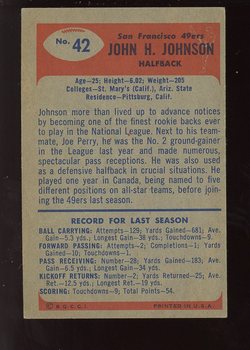 No. 42
San Francisco 49ers
JOHN H. JOHNSON
HALFBACK
Age—25; Height—6.02; Weight—205
Colleges—St. Mary's (Calif.), Ariz. State
Residence—Pittsburg, Calif.
Johnson more than lived up to advance notices
by becoming one of the finest rookie backs ever
to play in the National League. Next to his team-
mate, Joe Perry, he was the No. 2 ground-gainer
in the League last year and made numerous,
spectacular pass receptions. He was also used
as a defensive halfback in crucial situations. He
played one year in Canada, being named to five
different positions on all-star teams, before join-
ing the 49ers last season.
RECORD FOR LAST SEASON
BALL CARRYING: Attempts—129; Yards Gained—681; Ave.
Gain—5.3 yds.; Longest Gain—38 yds.; Touchdowns—9.
FORWARD PASSING: Attempts—2; Completions—1; Yards
Gained—10; Touchdowns—1.
PASS RECEIVING: Number—28; Yards Gained—183; Ave.
Gain—6.5 yds.; Longest Gain—34 yds.; Touchdowns—0.
KICKOFF RETURNS: Number—2; Yards Returned—25; Ave.
Ret.—12.5 yds.; Longest Ret.—19 yds.; Touchdowns—0.
SCORING: Touchdowns—9; Total Points—54.
© B.G.C.I. PRINTED IN U.S.A.